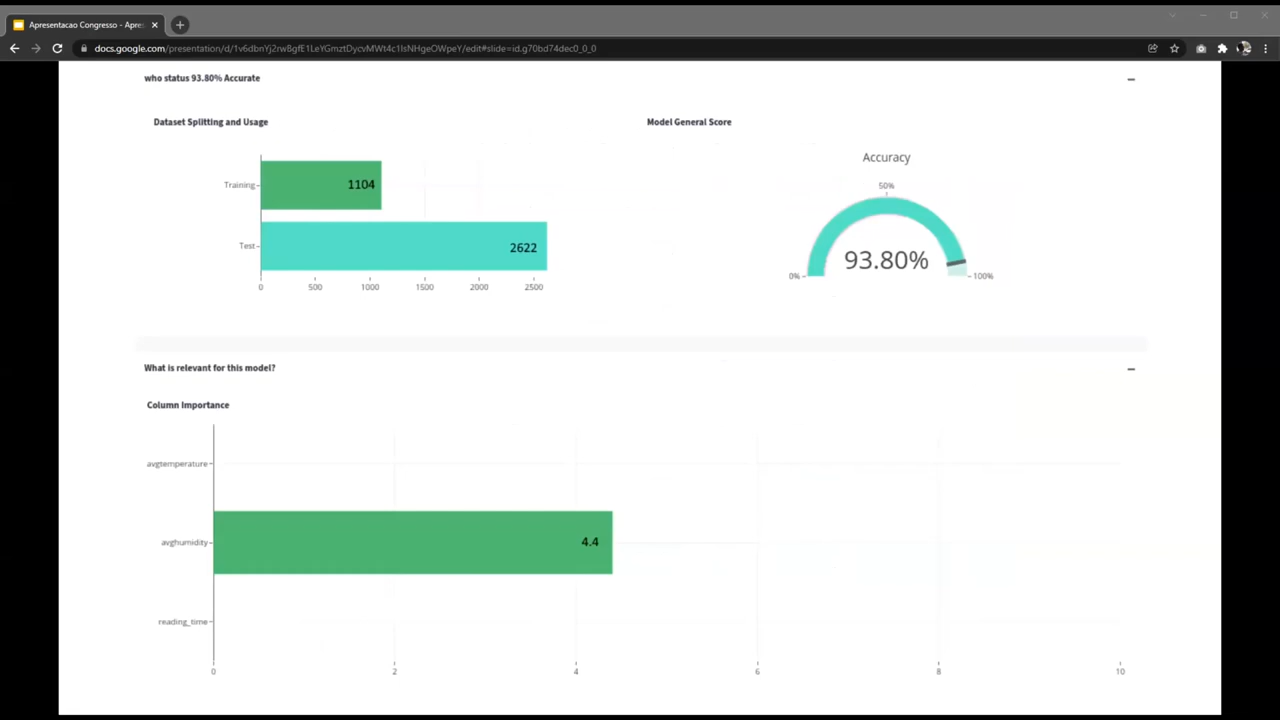 Apresentacao Congresso - Apres
docs.google.com/presentation/d/1v6dbnYj2rwBgfE1LeYGmztDycvMWt4c1IsNHgeOWpeY/edit#slide=id.g70bd74dec0_0_0
who status 93.80% Accurate
Dataset Splitting and Usage
Training
1104
Test
2622
0 500 1000 1500 2000 2500
Model General Score
Accuracy
50%
93.80%
0% 100%
What is relevant for this model?
Column Importance
avgtemperature
avghumidity
4.4
reading_time
0 2 4 6 8 10